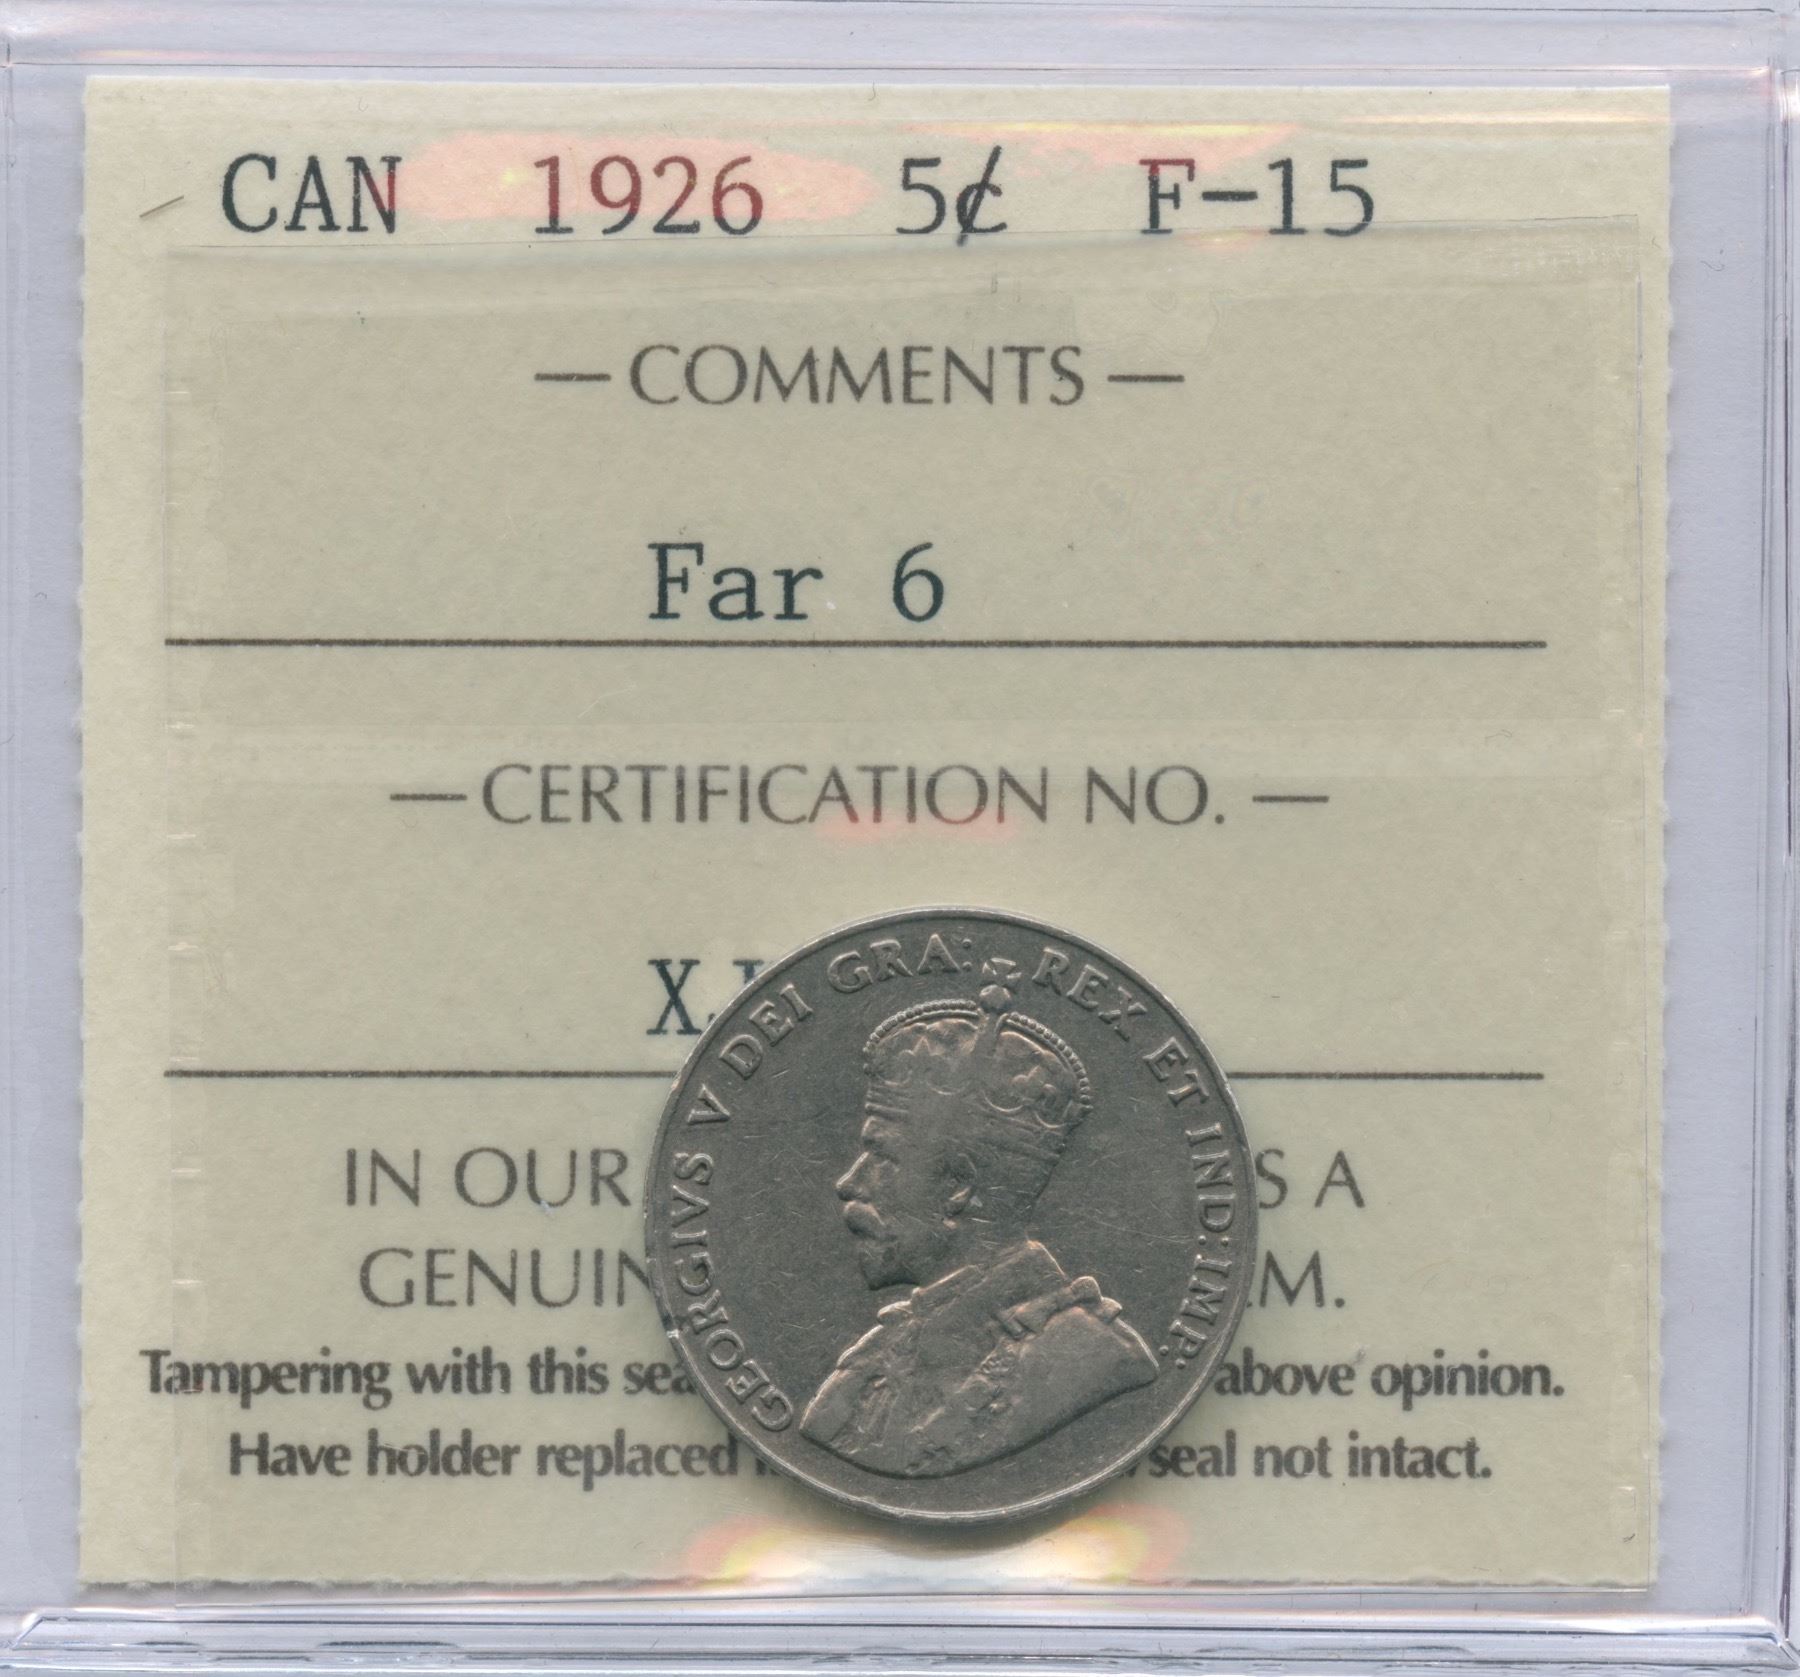 CAN 1926 5¢ F-15
— COMMENTS —
Far 6
— CERTIFICATION NO. —
IN OUR S A
GENUIN M.
Tampering with this sea above opinion.
Have holder replaced seal not intact.
GEORGIVS V DEI GRA: REX ET IND: IMP: